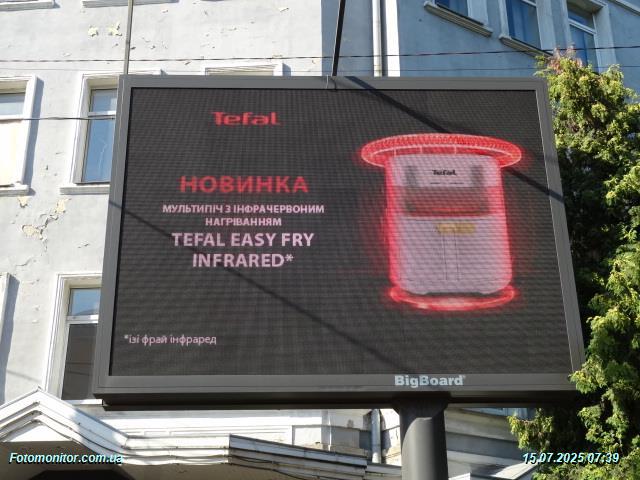 Tefal
НОВИНКА
МУЛЬТИПІЧ З ІНФРАЧЕРВОНИМ
НАГРІВАННЯМ
TEFAL EASY FRY
INFRARED*
Tefal
*ізі фрай інфраред
BigBoard
Fotomonitor.com.ua
15.07.2025 07:39